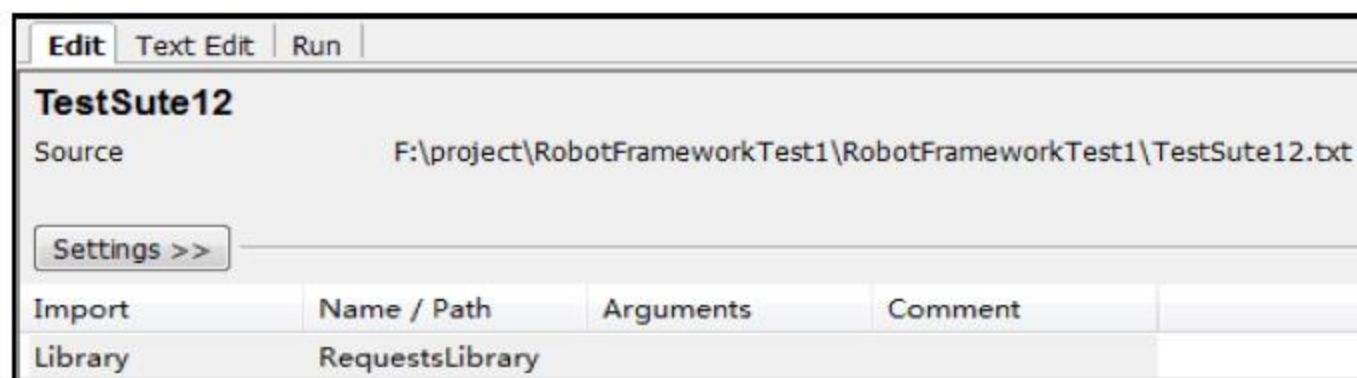 Edit Text Edit Run
TestSute12
Source F:\project\RobotFrameworkTest1\RobotFrameworkTest1\TestSute12.txt
Settings >>
Import Name / Path Arguments Comment
Library RequestsLibrary